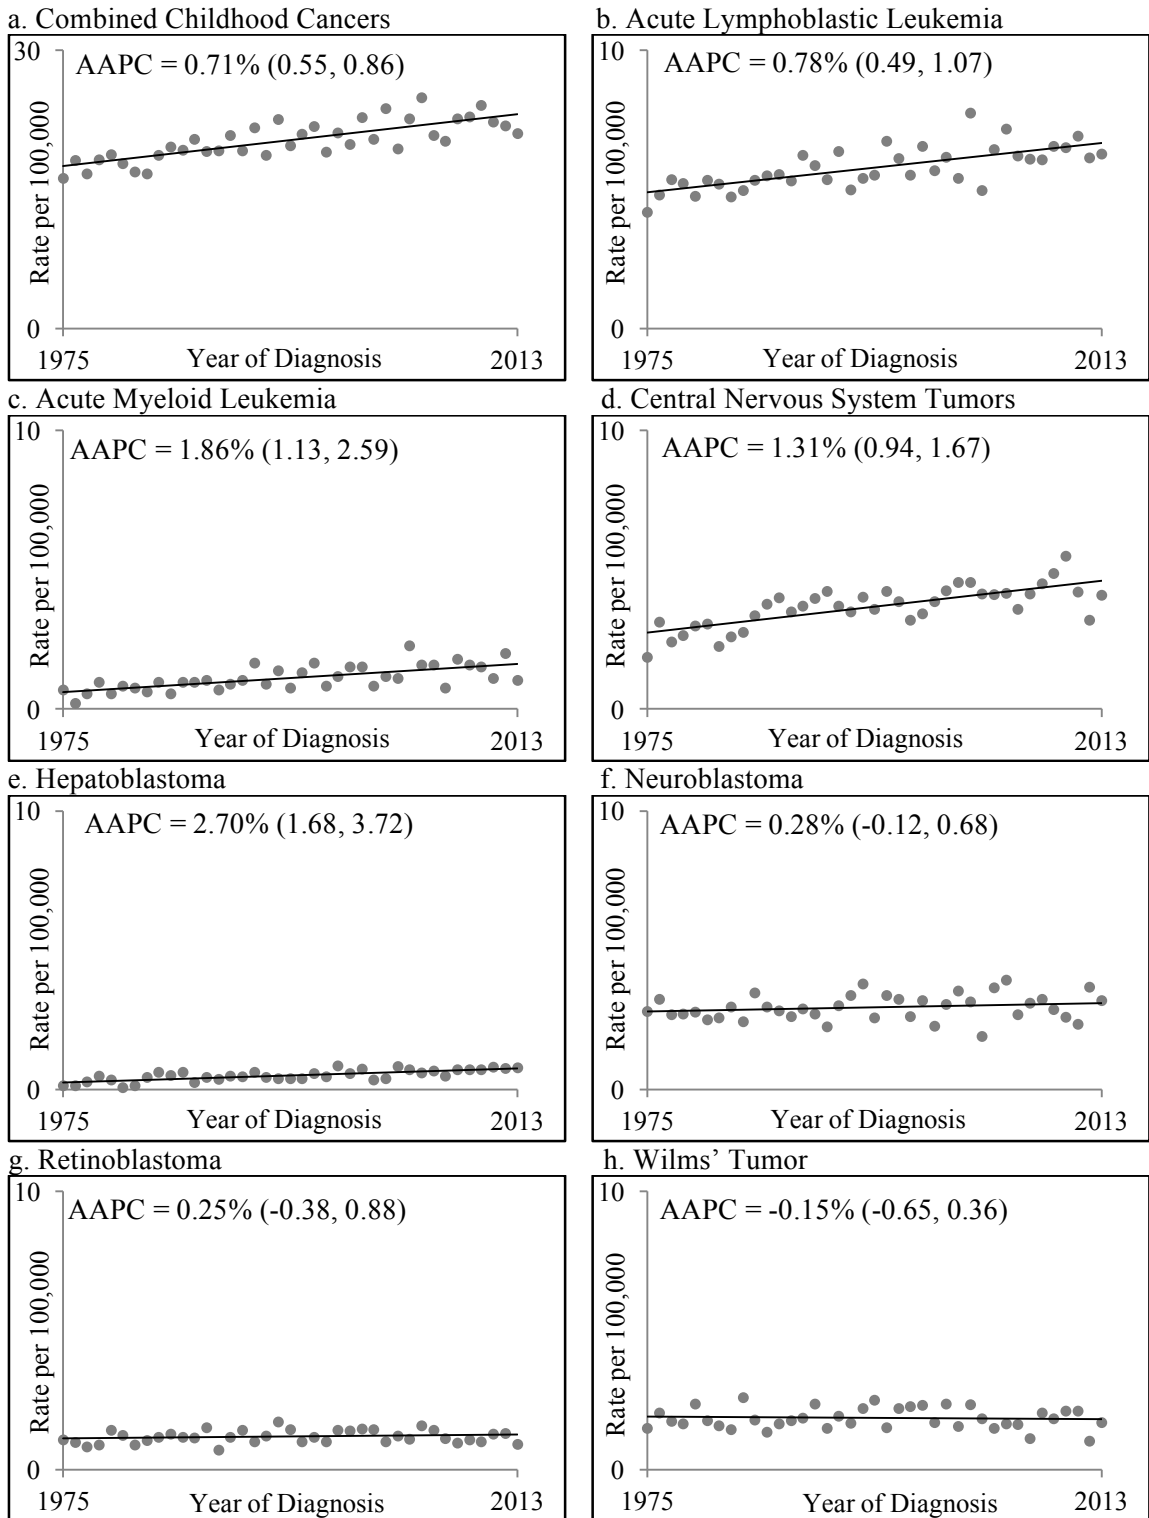 a. Combined Childhood Cancers
30
AAPC = 0.71% (0.55, 0.86)
Rate per 100,000
0
1975
Year of Diagnosis
2013
b. Acute Lymphoblastic Leukemia
10
AAPC = 0.78% (0.49, 1.07)
Rate per 100,000
0
1975
Year of Diagnosis
2013
c. Acute Myeloid Leukemia
10
AAPC = 1.86% (1.13, 2.59)
Rate per 100,000
0
1975
Year of Diagnosis
2013
d. Central Nervous System Tumors
10
AAPC = 1.31% (0.94, 1.67)
Rate per 100,000
0
1975
Year of Diagnosis
2013
e. Hepatoblastoma
10
AAPC = 2.70% (1.68, 3.72)
Rate per 100,000
0
1975
Year of Diagnosis
2013
f. Neuroblastoma
10
AAPC = 0.28% (-0.12, 0.68)
Rate per 100,000
0
1975
Year of Diagnosis
2013
g. Retinoblastoma
10
AAPC = 0.25% (-0.38, 0.88)
Rate per 100,000
0
1975
Year of Diagnosis
2013
h. Wilms’ Tumor
10
AAPC = -0.15% (-0.65, 0.36)
Rate per 100,000
0
1975
Year of Diagnosis
2013